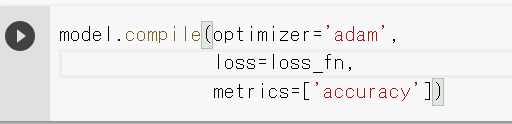 model.compile(optimizer='adam',
loss=loss_fn,
metrics=['accuracy'])